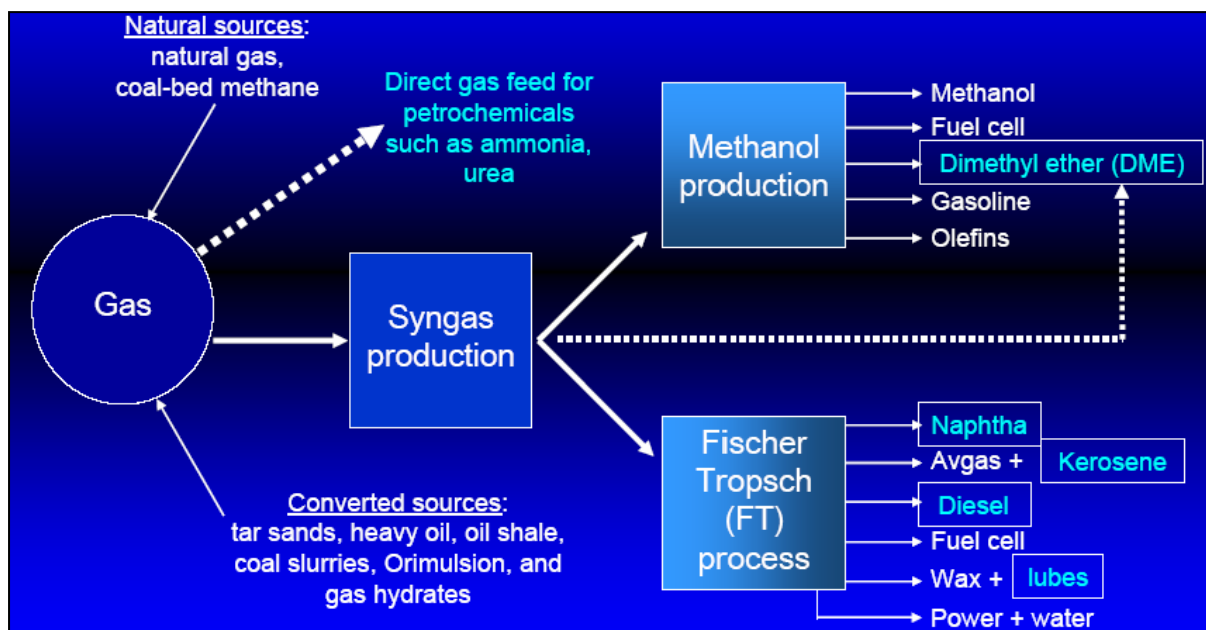 Natural sources:
natural gas,
coal-bed methane
Direct gas feed for
petrochemicals
such as ammonia,
urea
Gas
Syngas
production
Methanol
production
Methanol
Fuel cell
Dimethyl ether (DME)
Gasoline
Olefins
Converted sources:
tar sands, heavy oil, oil shale,
coal slurries, Orimulsion, and
gas hydrates
Fischer
Tropsch
(FT)
process
Naphtha
Avgas + Kerosene
Diesel
Fuel cell
Wax + lubes
Power + water